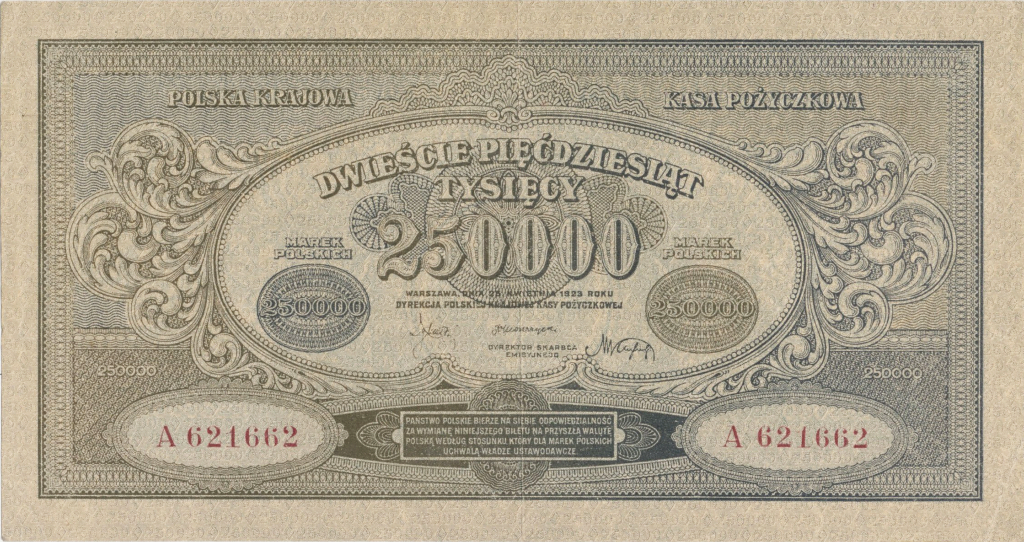 POLSKA KRAJOWA KASA POŻYCZKOWA
DWIEŚCIE PIĘĆDZIESIĄT
TYSIĘCY
250000
MAREK
POLSKICH
250000
MAREK
POLSKICH
250000
WARSZAWA, DNIA 25 KWIETNIA 1923 ROKU
DYREKCJA POLSKIEJ KRAJOWEJ KASY POŻYCZKOWEJ
DYREKTOR SKARBCA
EMISYJNEGO
250000
250000
A 621662
PAŃSTWO POLSKIE BIERZE NA SIEBIE ODPOWIEDZIALNOŚĆ
ZA WYMIANĘ NINIEJSZEGO BILETU NA PRZYSZŁĄ WALUTĘ
POLSKĄ WEDŁUG STOSUNKU, KTÓRY DLA MAREK POLSKICH
UCHWALĄ WŁADZE USTAWODAWCZE
A 621662